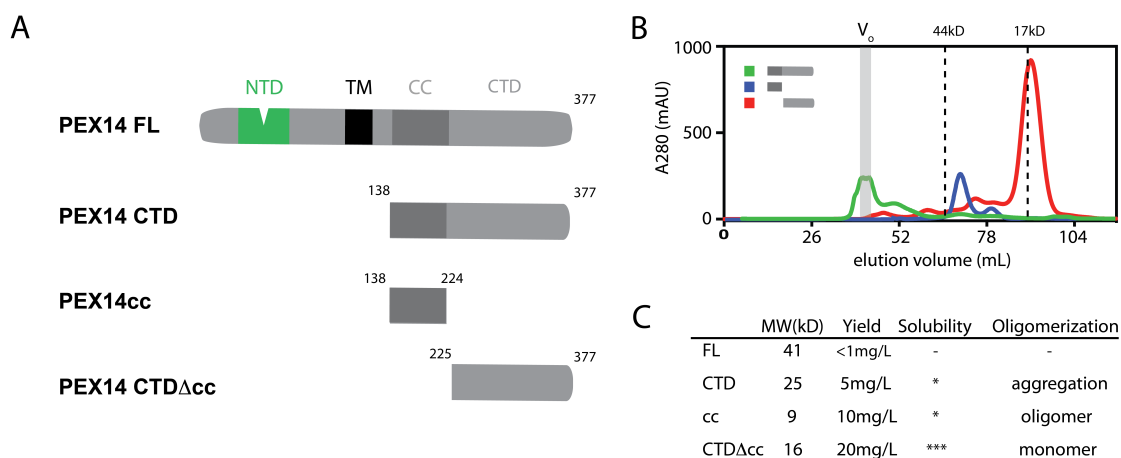 A
NTD TM CC CTD
377
PEX14 FL
138 377
PEX14 CTD
138 224
PEX14cc
225 377
PEX14 CTDΔcc
B
Vo 44kD 17kD
1000
500
0
A280 (mAU)
0 26 52 78 104
elution volume (mL)
C
MW(kD) Yield Solubility Oligomerization
FL 41 <1mg/L - -
CTD 25 5mg/L * aggregation
cc 9 10mg/L * oligomer
CTDΔcc 16 20mg/L *** monomer